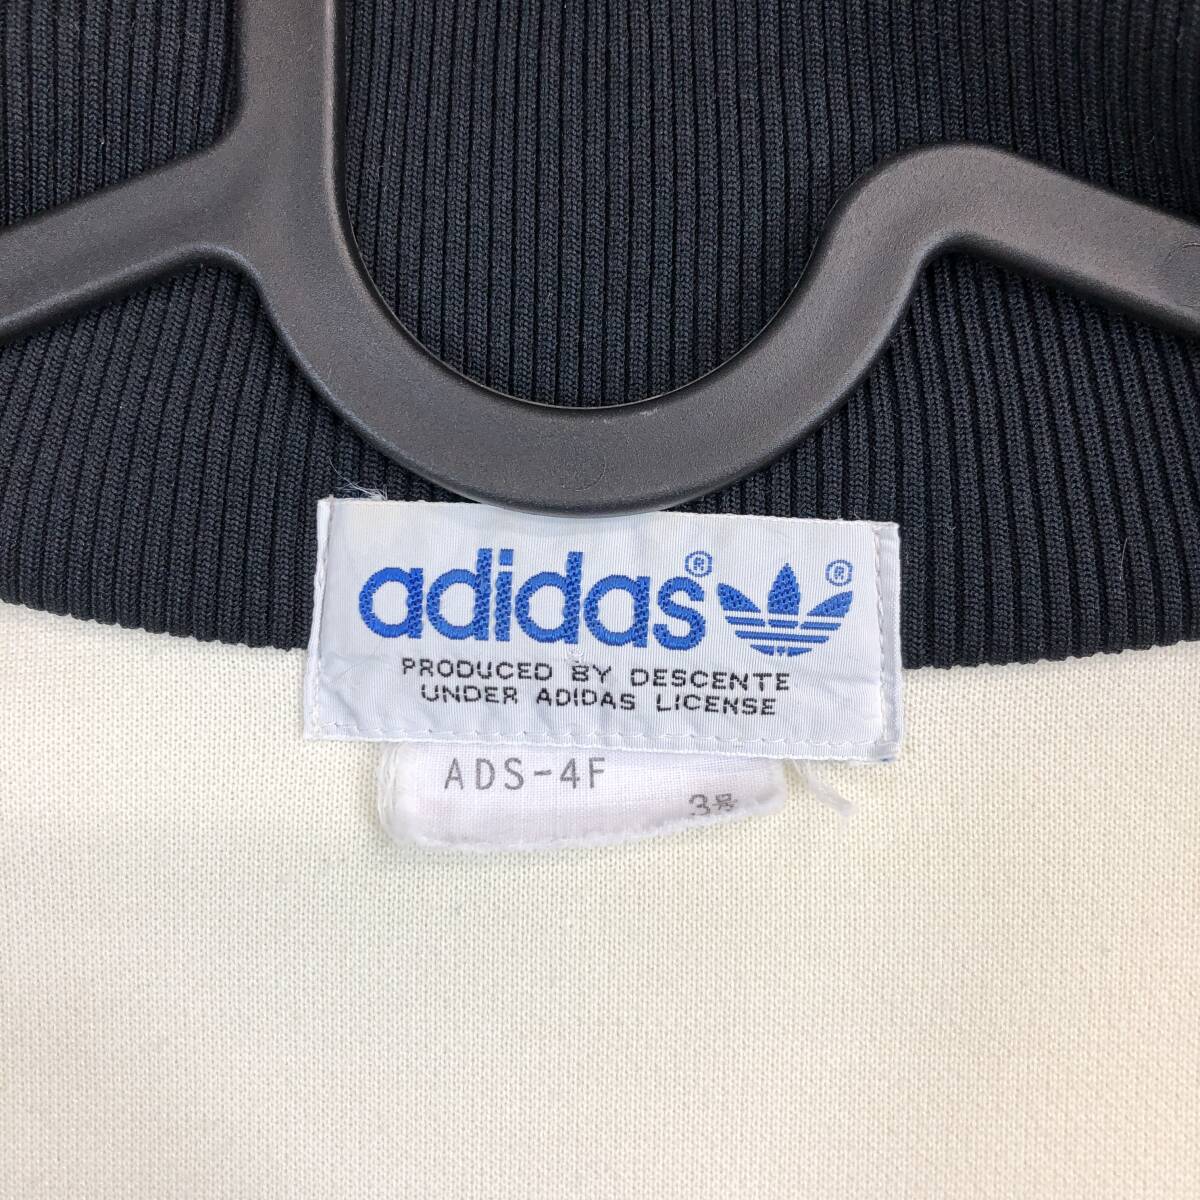 adidas® ®
PRODUCED BY DESCENTE
UNDER ADIDAS LICENSE
ADS-4F
3号